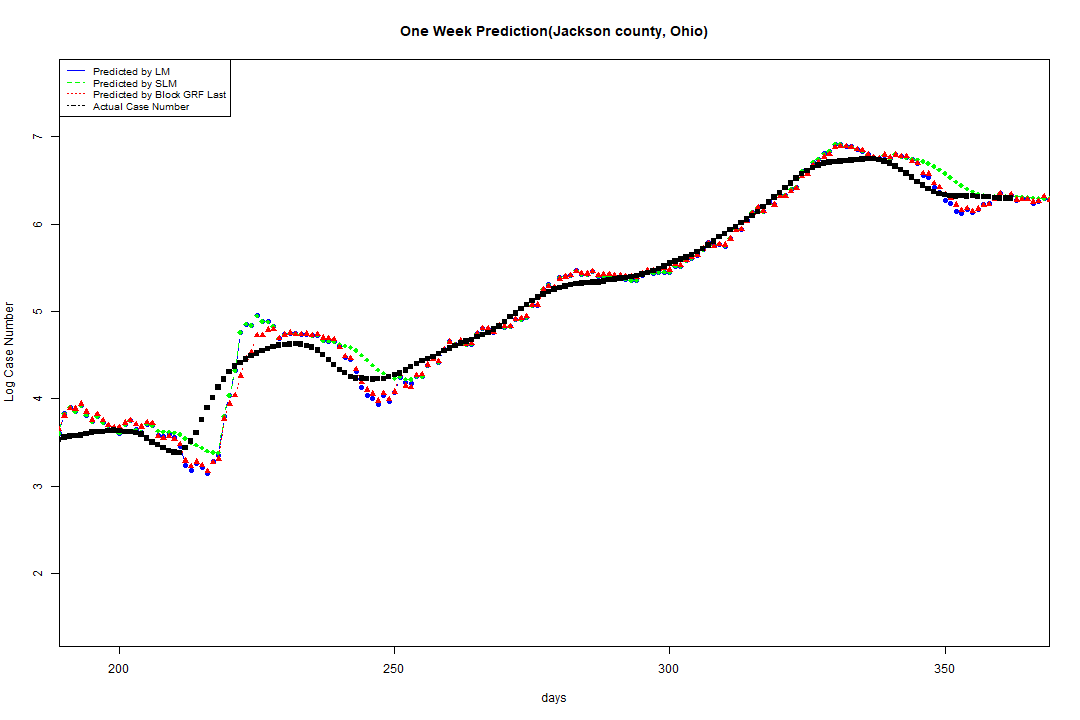 One Week Prediction(Jackson county, Ohio)
Predicted by LM
Predicted by SLM
Predicted by Block GRF Last
Actual Case Number
7
6
5
4
3
2
Log Case Number
200
250
300
350
days